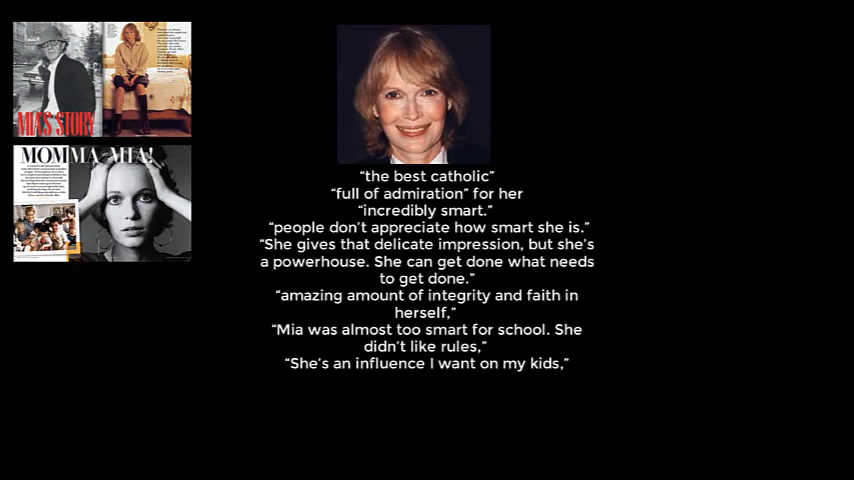 MIA'S STORY
MOMMA MIA!
“the best catholic”
“full of admiration” for her
“incredibly smart.”
“people don’t appreciate how smart she is.”
“She gives that delicate impression, but she’s
a powerhouse. She can get done what needs
to get done.”
“amazing amount of integrity and faith in
herself,”
“Mia was almost too smart for school. She
didn’t like rules,”
“She’s an influence I want on my kids,”